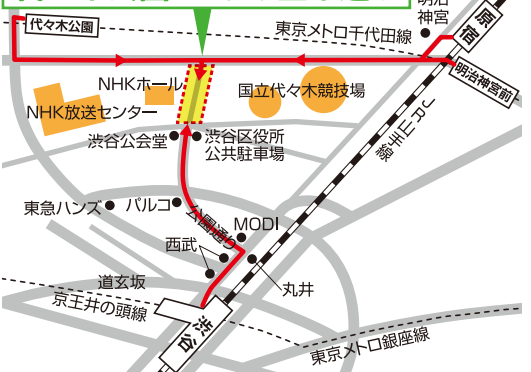 明治
神宮
代々木公園
東京メトロ千代田線
原宿
明治神宮前
NHKホール
国立代々木競技場
NHK放送センター
JR山手線
渋谷公会堂
渋谷区役所
公共駐車場
東急ハンズ
パルコ
公園通り
MODI
西武
丸井
道玄坂
京王井の頭線
渋谷
東京メトロ銀座線